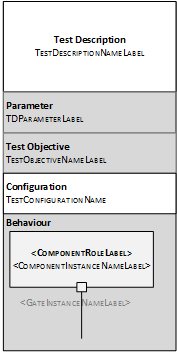 Test Description
TESTDESCRIPTIONNAMELABEL
Parameter
TDPARAMETERLABEL
Test Objective
TESTOBJECTIVENAMELABEL
Configuration
TESTCONFIGURATIONNAME
Behaviour
<COMPONENTROLELABEL>
<COMPONENTINSTANCENAMELABEL>
<GATEINSTANCENAMELABEL>